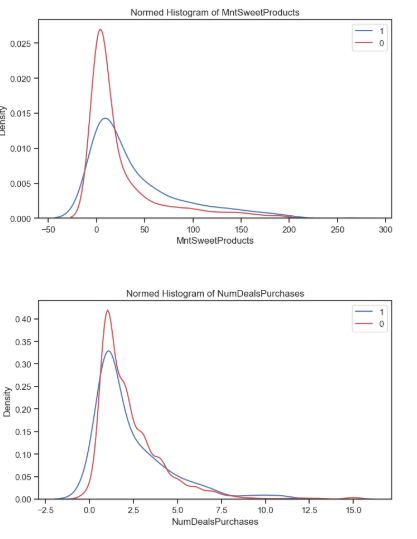 Normed Histogram of MntSweetProducts
1
0
Density
0.025
0.020
0.015
0.010
0.005
0.000
−50 0 50 100 150 200 250 300
MntSweetProducts
Normed Histogram of NumDealsPurchases
1
0
Density
0.40
0.35
0.30
0.25
0.20
0.15
0.10
0.05
0.00
−2.5 0.0 2.5 5.0 7.5 10.0 12.5 15.0
NumDealsPurchases